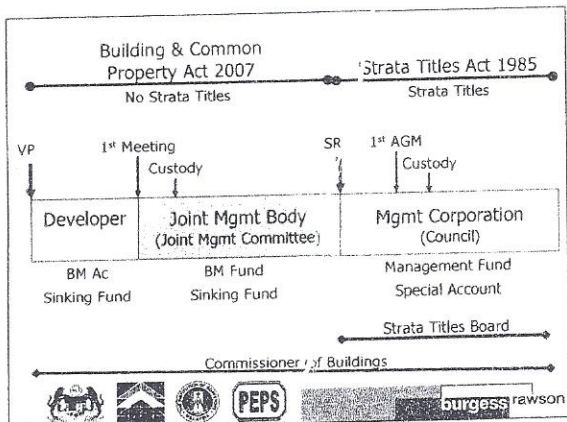 Building & Common
Property Act 2007
No Strata Titles
Strata Titles Act 1985
Strata Titles
VP
1st Meeting
Custody
SR
1st AGM
Custody
Developer
Joint Mgmt Body
(Joint Mgmt Committee)
Mgmt Corporation
(Council)
BM Ac
Sinking Fund
BM Fund
Sinking Fund
Management Fund
Special Account
Strata Titles Board
Commissioner of Buildings
PEPS
burgess rawson